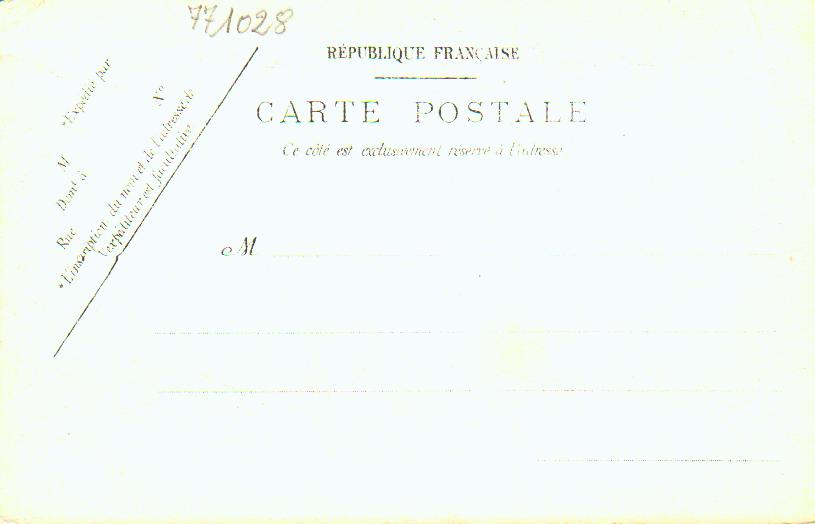 771028
RÉPUBLIQUE FRANÇAISE
CARTE POSTALE
Ce côté est exclusivement réservé à l'adresse
M
*Expédié par
M
Demt à
Rue
N°
*L'inscription du nom et de l'adresse de
l'expéditeur est facultative